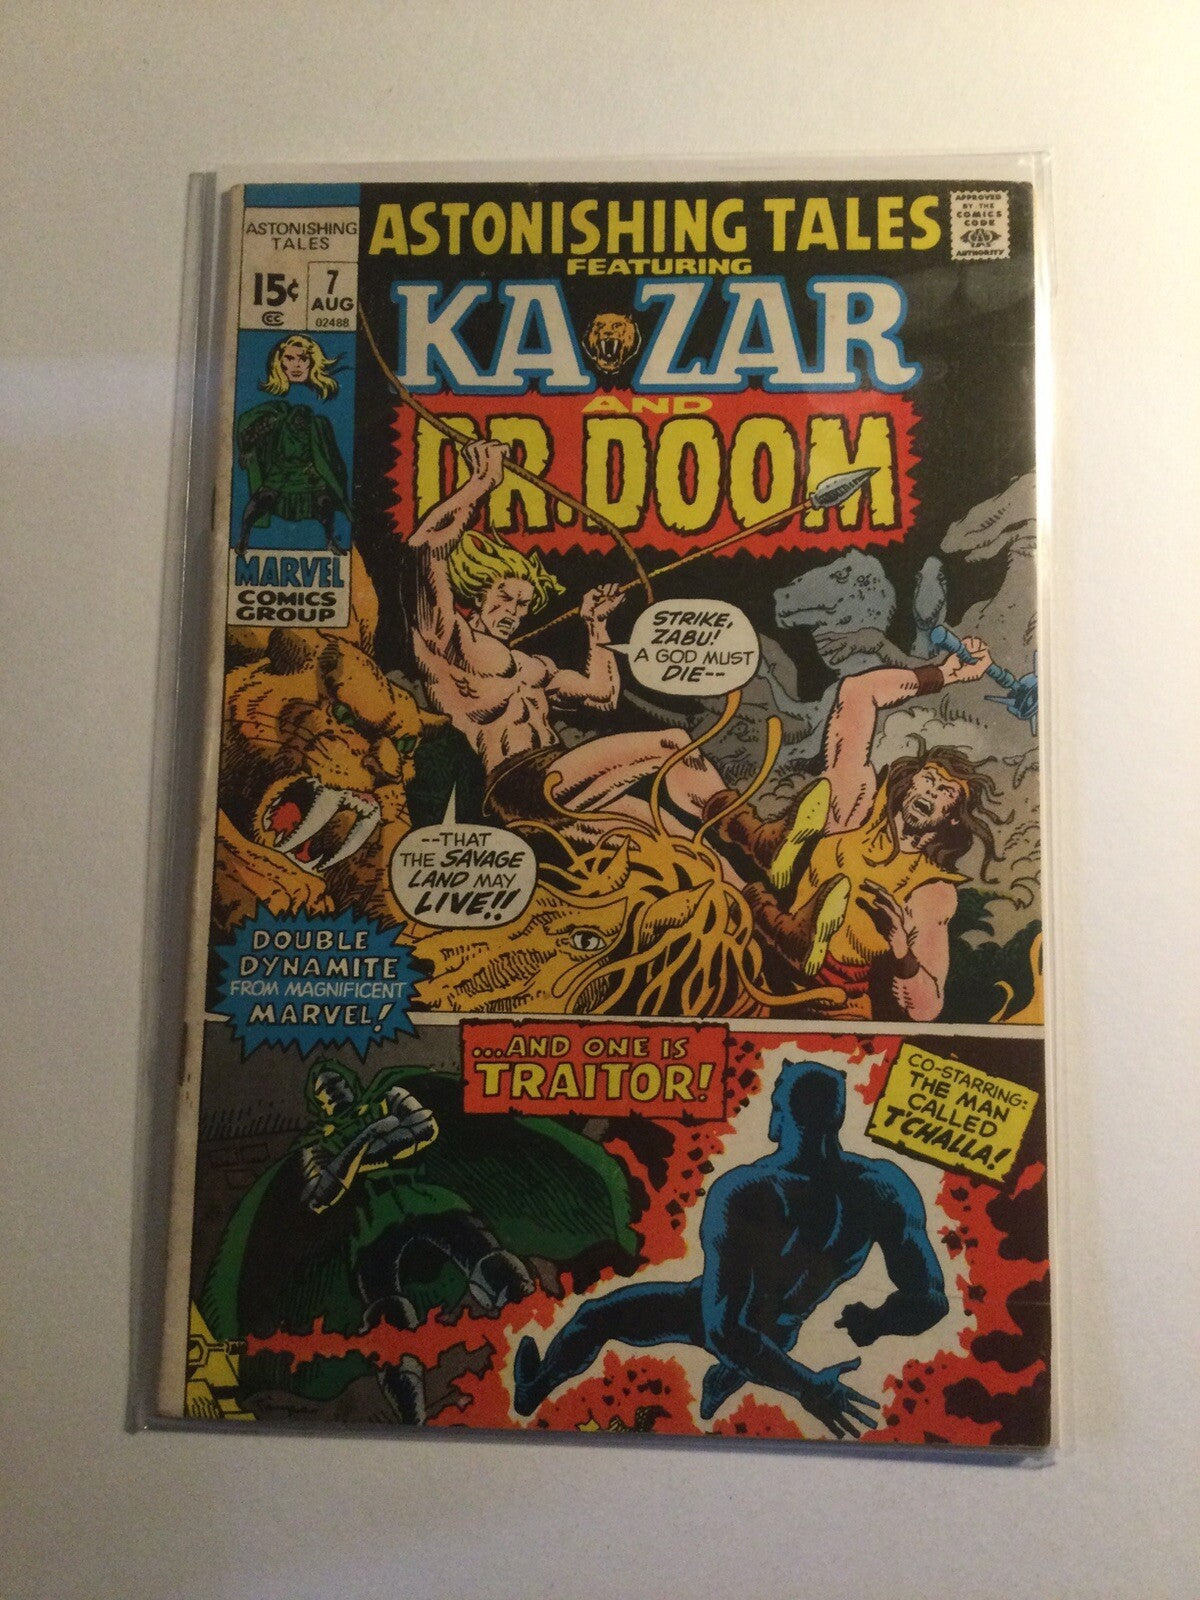 ASTONISHING
TALES
15¢
7
AUG
CC
02488
ASTONISHING TALES
FEATURING
KA-ZAR
AND
DR. DOOM
APPROVED
BY THE
COMICS
CODE
AUTHORITY
MARVEL
COMICS
GROUP
STRIKE,
ZABU!
A GOD MUST
DIE--
--THAT
THE SAVAGE
LAND MAY
LIVE!!
DOUBLE
DYNAMITE
FROM MAGNIFICENT
MARVEL!
...AND ONE IS
TRAITOR!
CO-STARRING:
THE MAN
CALLED
T'CHALLA!